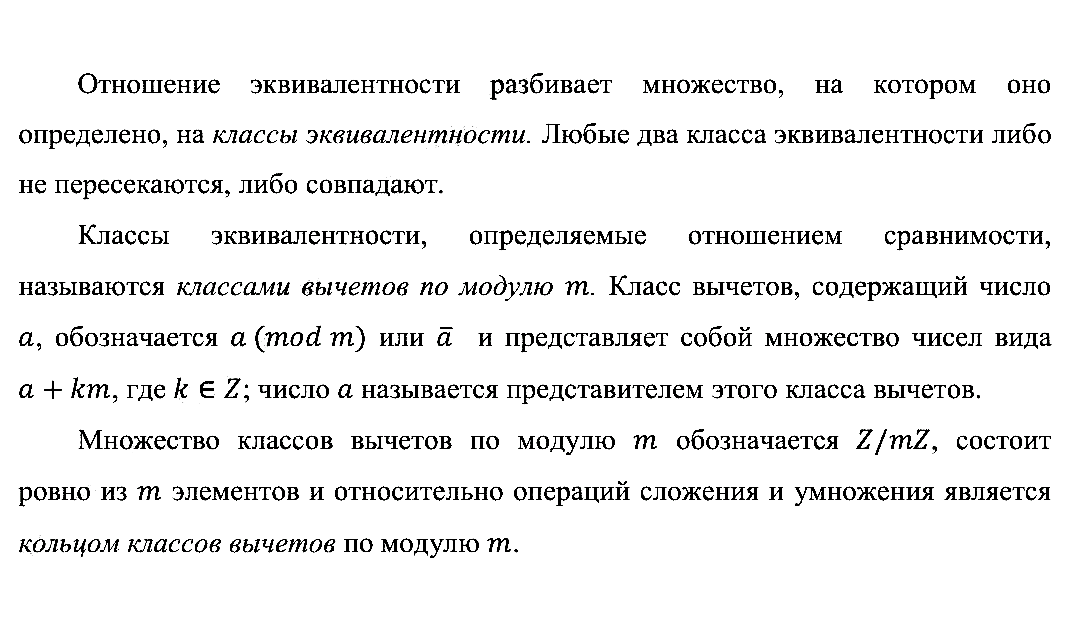 Отношение эквивалентности разбивает множество, на котором оно
определено, на классы эквивалентности. Любые два класса эквивалентности либо
не пересекаются, либо совпадают.
Классы эквивалентности, определяемые отношением сравнимости,
называются классами вычетов по модулю m. Класс вычетов, содержащий число
a, обозначается a (mod m) или ā и представляет собой множество чисел вида
a + km, где k ∈ Z; число a называется представителем этого класса вычетов.
Множество классов вычетов по модулю m обозначается Z/mZ, состоит
ровно из m элементов и относительно операций сложения и умножения является
кольцом классов вычетов по модулю m.